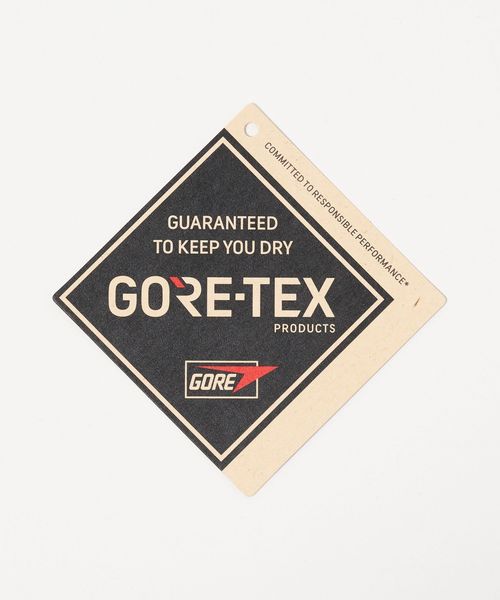 COMMITTED TO RESPONSIBLE PERFORMANCE*
GUARANTEED
TO KEEP YOU DRY
GORE-TEX
PRODUCTS
GORE